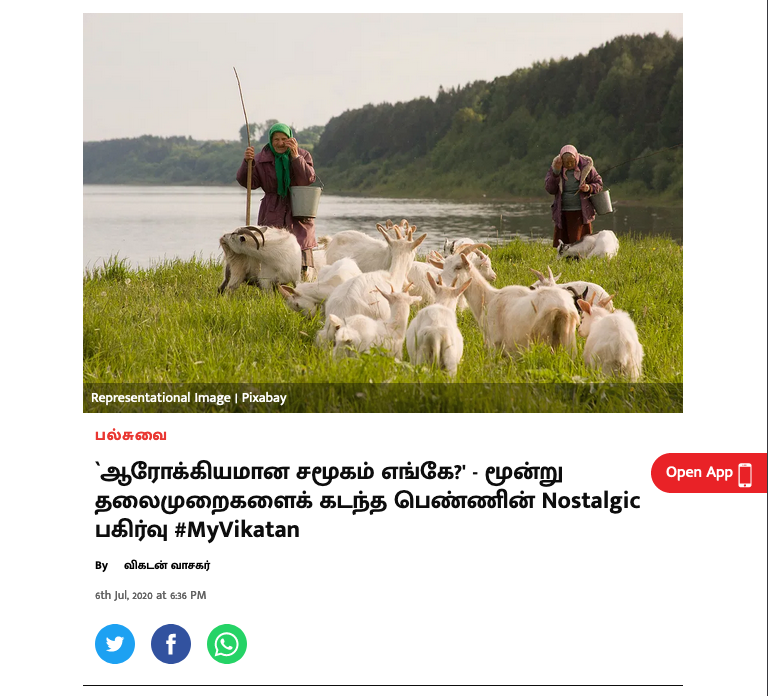 Representational Image | Pixabay
பல்சுவை
`ஆரோக்கியமான சமூகம் எங்கே?' - மூன்று
தலைமுறைகளைக் கடந்த பெண்ணின் Nostalgic
பகிர்வு #MyVikatan
Open App
By விகடன் வாசகர்
6th Jul, 2020 at 6:36 PM